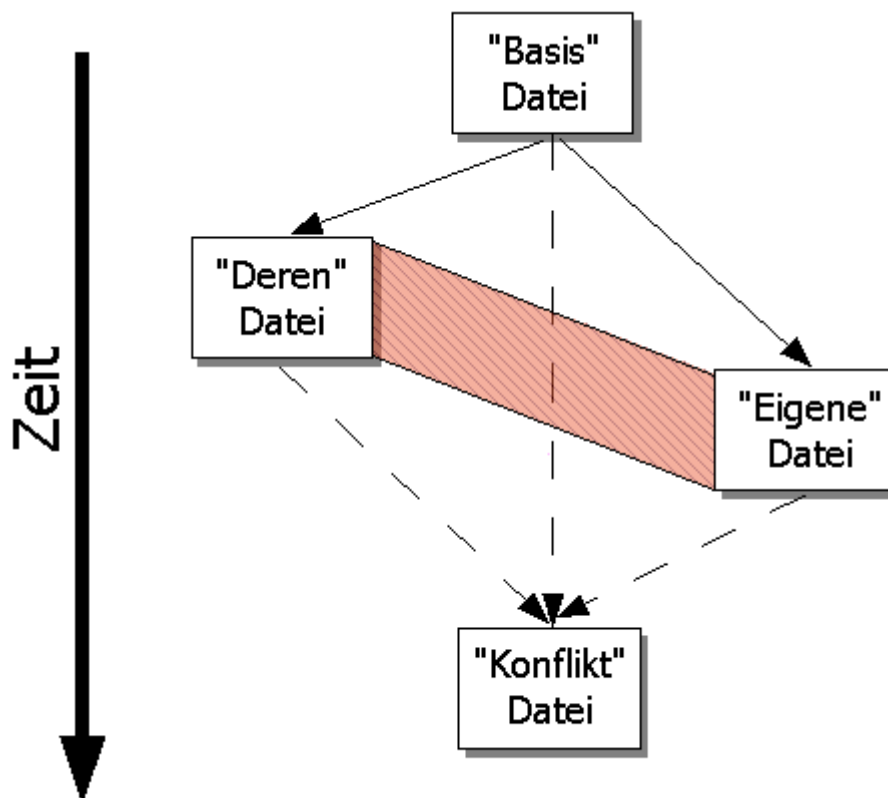 "Basis"
Datei
"Deren"
Datei
Zeit
"Eigene"
Datei
"Konflikt"
Datei